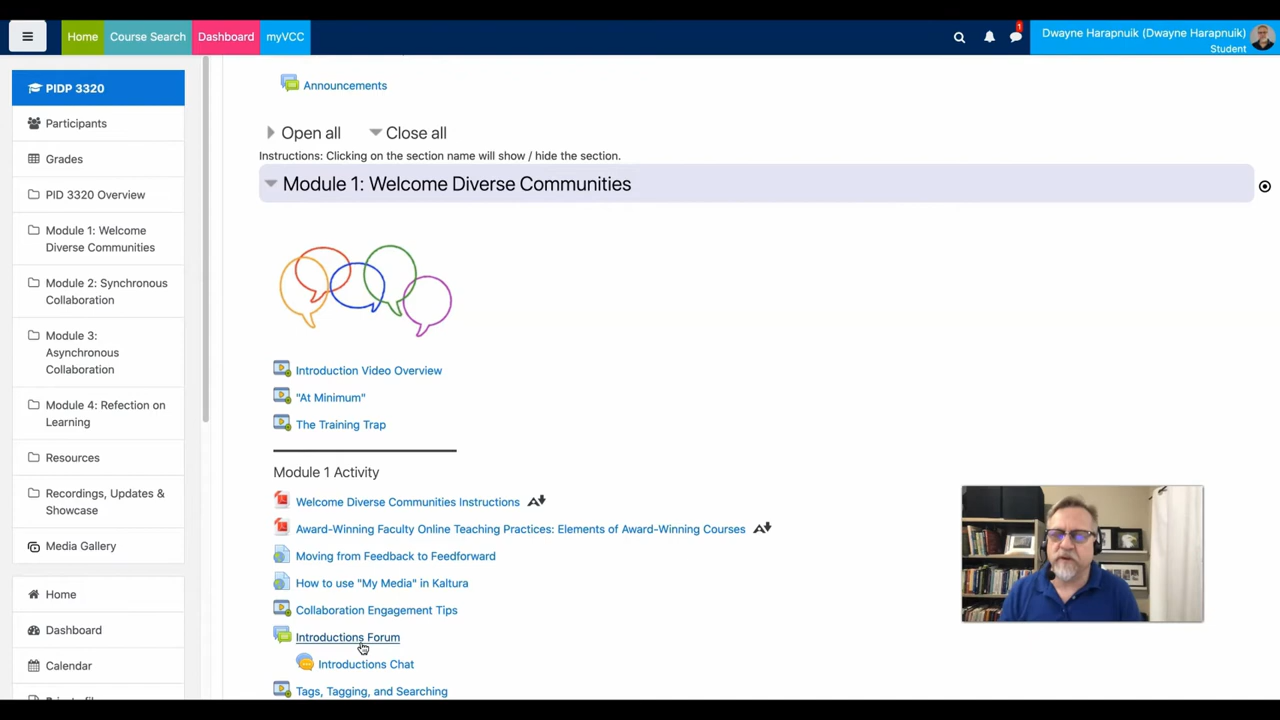 Home
Course Search
Dashboard
myVCC
1
Dwayne Harapnuik (Dwayne Harapnuik)
Student
PIDP 3320
Participants
Grades
PID 3320 Overview
Module 1: Welcome
Diverse Communities
Module 2: Synchronous
Collaboration
Module 3:
Asynchronous
Collaboration
Module 4: Refection on
Learning
Resources
Recordings, Updates &
Showcase
Media Gallery
Home
Dashboard
Calendar
Announcements
Open all
Close all
Instructions: Clicking on the section name will show / hide the section.
Module 1: Welcome Diverse Communities
Introduction Video Overview
"At Minimum"
The Training Trap
Module 1 Activity
Welcome Diverse Communities Instructions
Award-Winning Faculty Online Teaching Practices: Elements of Award-Winning Courses
Moving from Feedback to Feedforward
How to use "My Media" in Kaltura
Collaboration Engagement Tips
Introductions Forum
Introductions Chat
Tags, Tagging, and Searching